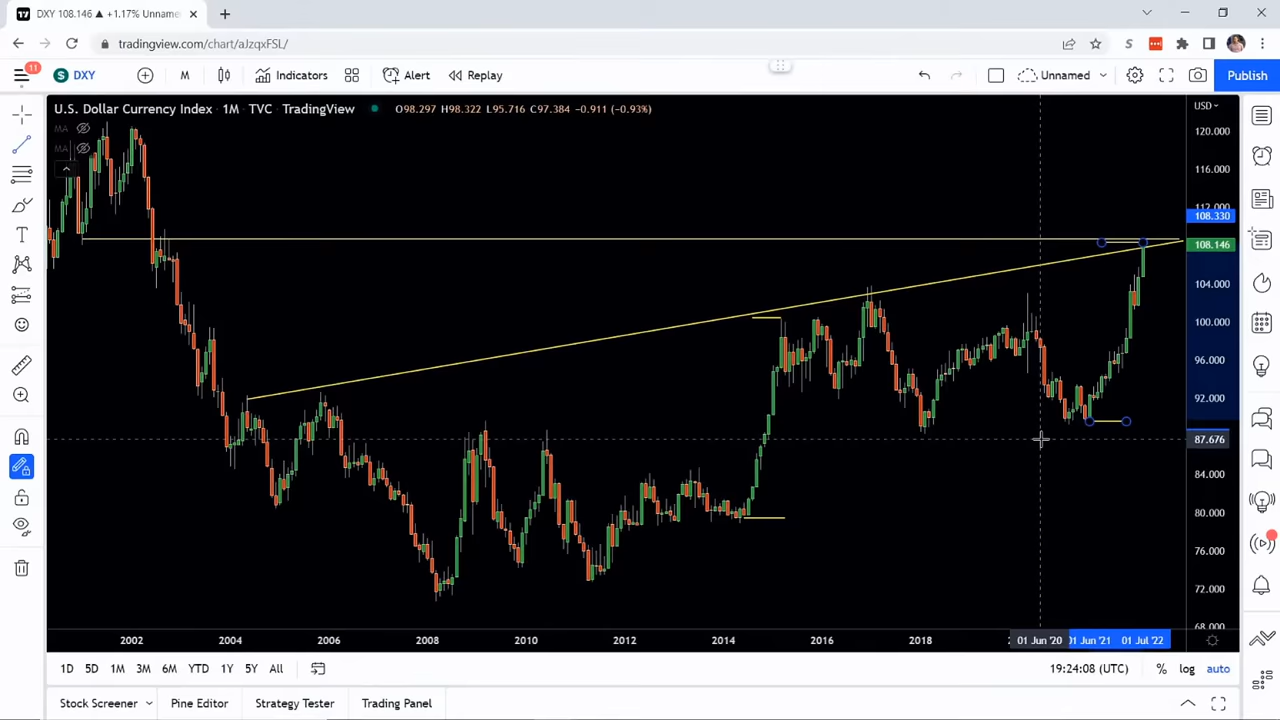 DXY 108.146 ▲ +1.17% Unname
tradingview.com/chart/aJzqxFSL/
11
DXY
M
Indicators
Alert
Replay
Unnamed
Publish
U.S. Dollar Currency Index · 1M · TVC · TradingView
O98.297 H98.322 L95.716 C97.384 −0.911 (−0.93%)
USD
MA
MA
120.000
116.000
112.000
108.330
108.146
104.000
100.000
96.000
92.000
87.676
84.000
80.000
76.000
72.000
68.000
2002
2004
2006
2008
2010
2012
2014
2016
2018
01 Jun '20
01 Jun '21
01 Jul '22
1D
5D
1M
3M
6M
YTD
1Y
5Y
All
19:24:08 (UTC)
%
log
auto
Stock Screener
Pine Editor
Strategy Tester
Trading Panel